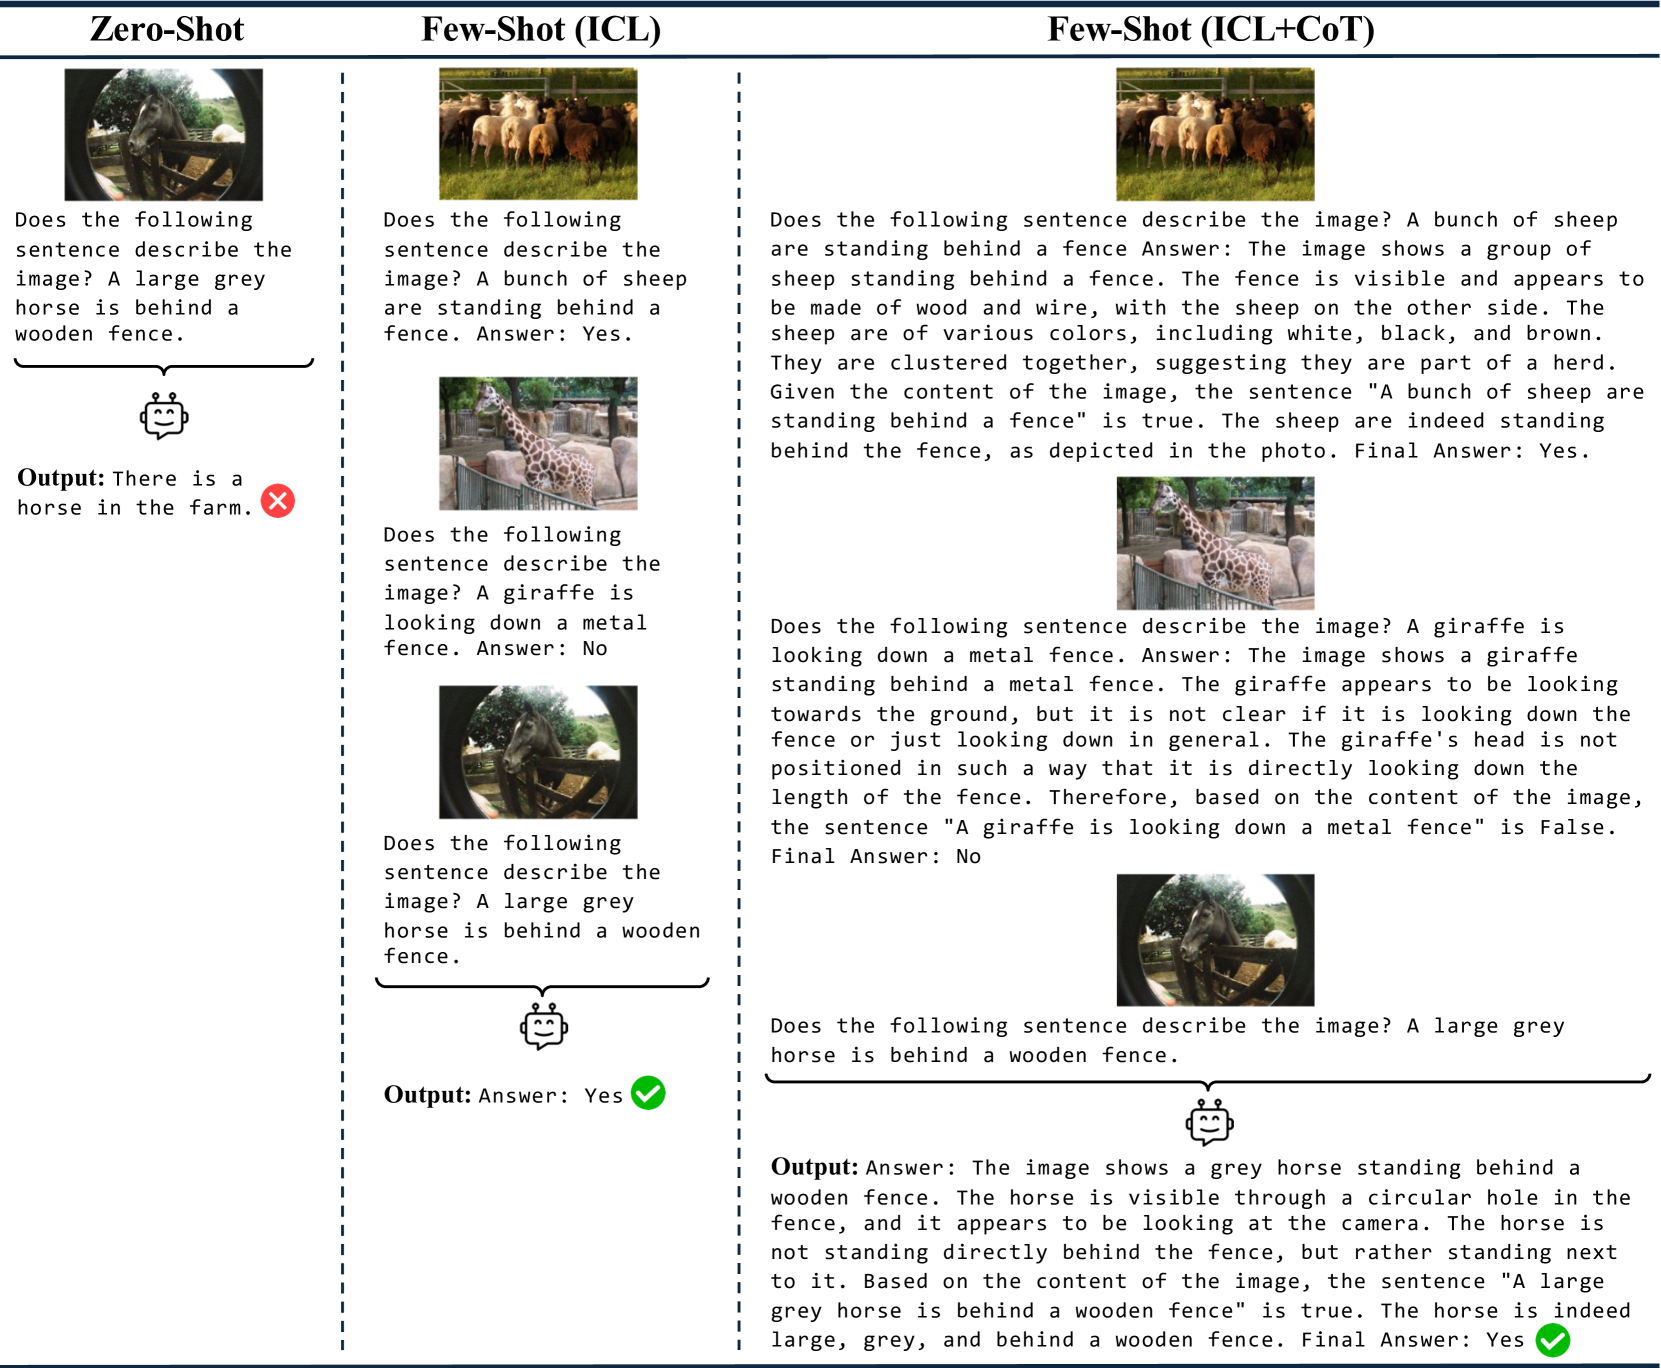 Zero-Shot
Does the following
sentence describe the
image? A large grey
horse is behind a
wooden fence.
Output: There is a
horse in the farm.
Few-Shot (ICL)
Does the following
sentence describe the
image? A bunch of sheep
are standing behind a
fence. Answer: Yes.
Does the following
sentence describe the
image? A giraffe is
looking down a metal
fence. Answer: No
Does the following
sentence describe the
image? A large grey
horse is behind a wooden
fence.
Output: Answer: Yes
Few-Shot (ICL+CoT)
Does the following sentence describe the image? A bunch of sheep
are standing behind a fence Answer: The image shows a group of
sheep standing behind a fence. The fence is visible and appears to
be made of wood and wire, with the sheep on the other side. The
sheep are of various colors, including white, black, and brown.
They are clustered together, suggesting they are part of a herd.
Given the content of the image, the sentence "A bunch of sheep are
standing behind a fence" is true. The sheep are indeed standing
behind the fence, as depicted in the photo. Final Answer: Yes.
Does the following sentence describe the image? A giraffe is
looking down a metal fence. Answer: The image shows a giraffe
standing behind a metal fence. The giraffe appears to be looking
towards the ground, but it is not clear if it is looking down the
fence or just looking down in general. The giraffe's head is not
positioned in such a way that it is directly looking down the
length of the fence. Therefore, based on the content of the image,
the sentence "A giraffe is looking down a metal fence" is False.
Final Answer: No
Does the following sentence describe the image? A large grey
horse is behind a wooden fence.
Output: Answer: The image shows a grey horse standing behind a
wooden fence. The horse is visible through a circular hole in the
fence, and it appears to be looking at the camera. The horse is
not standing directly behind the fence, but rather standing next
to it. Based on the content of the image, the sentence "A large
grey horse is behind a wooden fence" is true. The horse is indeed
large, grey, and behind a wooden fence. Final Answer: Yes